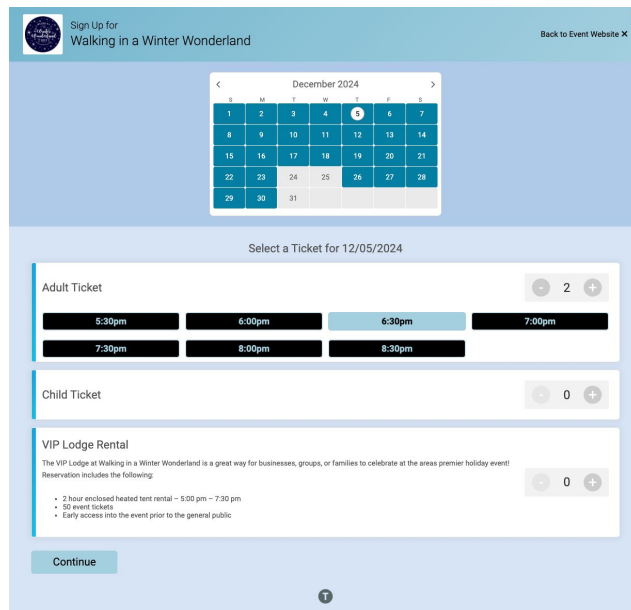 Sign Up for
Walking in a Winter Wonderland
Back to Event Website ✕
< December 2024 >
S M T W T F S
1 2 3 4 5 6 7
8 9 10 11 12 13 14
15 16 17 18 19 20 21
22 23 24 25 26 27 28
29 30 31
Select a Ticket for 12/05/2024
Adult Ticket
- 2 +
5:30pm 6:00pm 6:30pm 7:00pm
7:30pm 8:00pm 8:30pm
Child Ticket
- 0 +
VIP Lodge Rental
The VIP Lodge at Walking in a Winter Wonderland is a great way for businesses, groups, or families to celebrate at the areas premier holiday event!
Reservation includes the following:
- 0 +
• 2 hour enclosed heated tent rental – 5:00 pm – 7:30 pm
• 50 event tickets
• Early access into the event prior to the general public
Continue
T